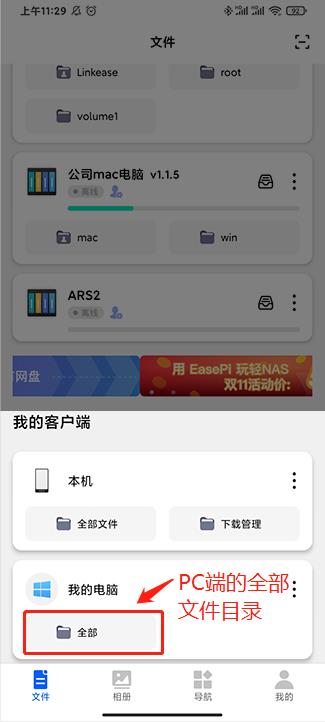 上午11:29
92
文件
Linkease
root
volume1
公司mac电脑 v1.1.5
离线
mac
win
ARS2
离线
网盘
用 EasePi 玩轻NAS
双11活动价:
我的客户端
本机
全部文件
下载管理
我的电脑
PC端的全部
文件目录
全部
文件
相册
导航
我的